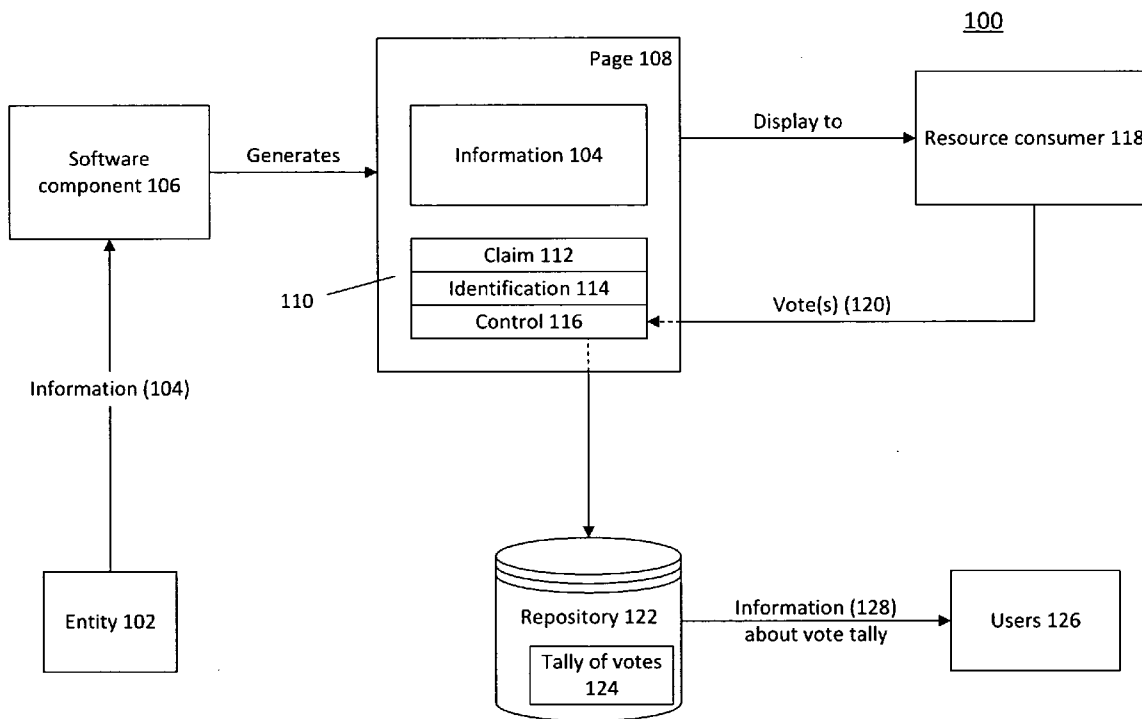 100
Page 108
Software
component 106
Generates
Information 104
Display to
Resource consumer 118
Claim 112
Identification 114
Control 116
110
Vote(s) (120)
Information (104)
Entity 102
Repository 122
Tally of votes
124
Information (128)
about vote tally
Users 126